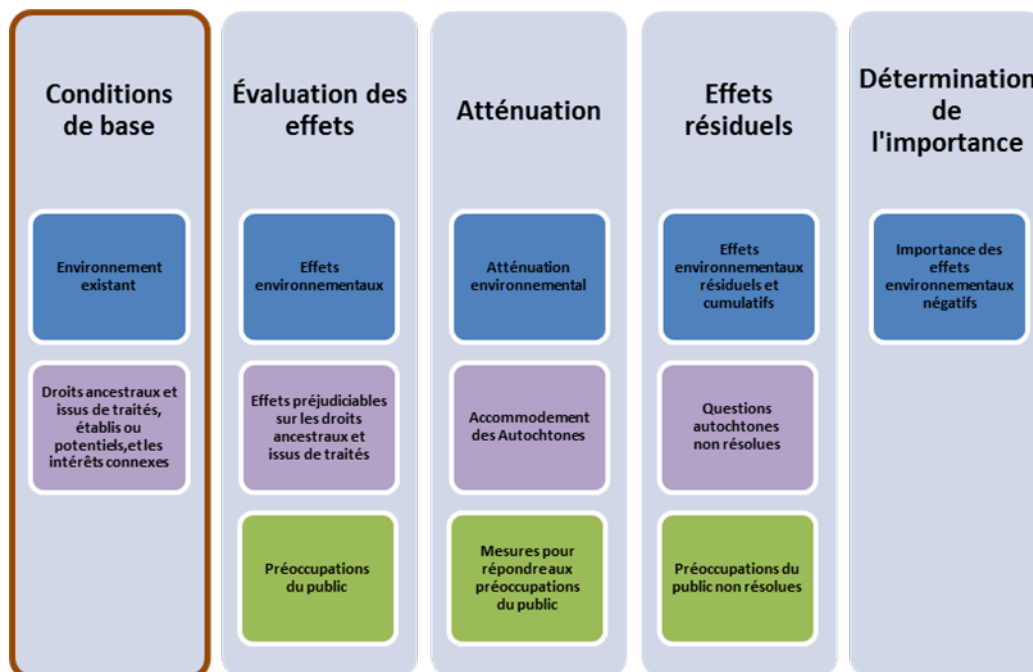 Conditions
de base
Environnement
existant
Droits ancestraux et
issus de traités,
établis ou
potentiels,et les
intérêts connexes
Évaluation des
effets
Effets
environnementaux
Effets préjudiciables
sur les droits
ancestraux et
issus de traités
Préoccupations
du public
Atténuation
Atténuation
environnemental
Accommodement
des Autochtones
Mesures pour
répondre aux
préoccupations
du public
Effets
résiduels
Effets
environnementaux
résiduels et
cumulatifs
Questions
autochtones
non résolues
Préoccupations du
public non résolues
Détermination
de
l'importance
Importance des
effets
environnementaux
négatifs